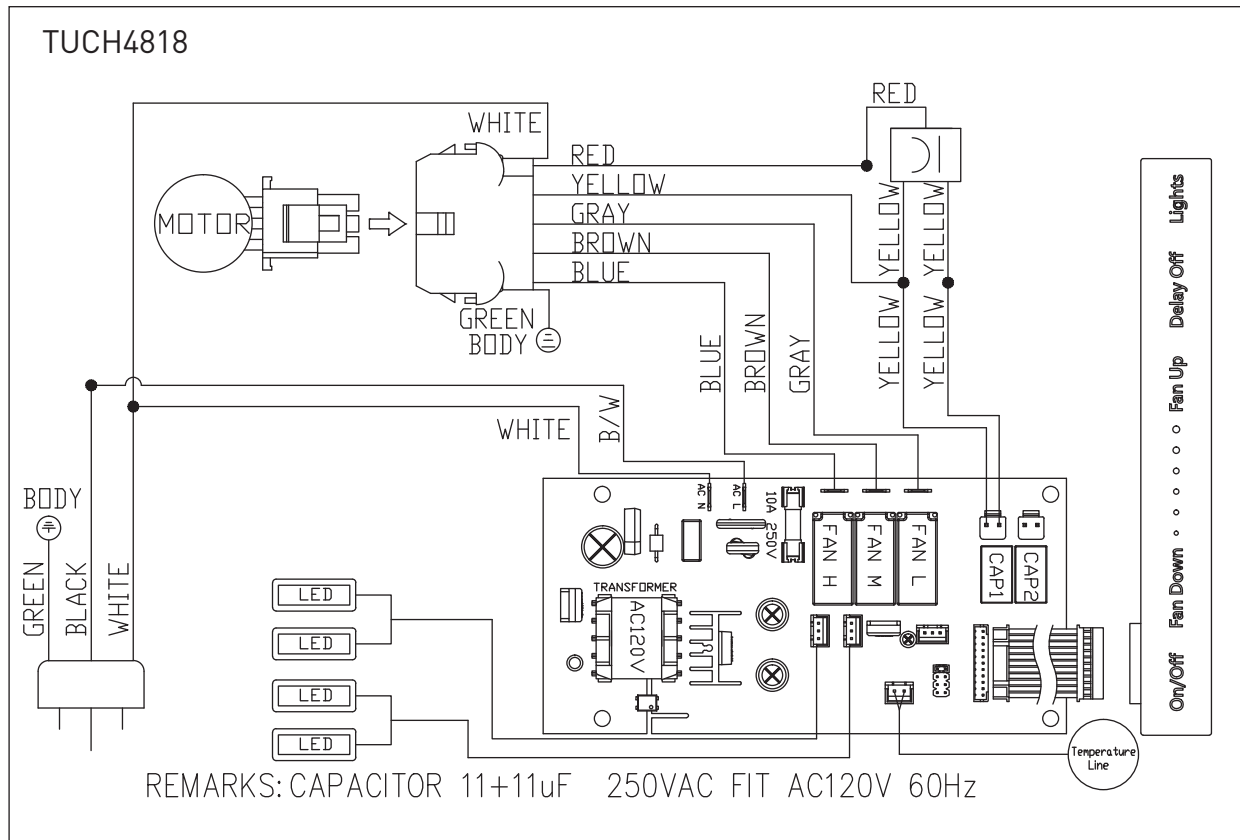 TUCH4818
RED
WHITE
RED
YELLOW
GRAY
BROWN
BLUE
MOTOR
GREEN
BODY
YELLOW
YELLOW
YELLOW
YELLOW
BLUE
BROWN
GRAY
WHITE
B/W
BODY
GREEN
BLACK
WHITE
AC N
AC L
10A 250V
FAN H
FAN M
FAN L
CAP1
CAP2
TRANSFORMER
AC120V
LED
LED
LED
LED
On/Off Fan Down Fan Up Delay Off Lights
Temperature
Line
REMARKS: CAPACITOR 11+11uF 250VAC FIT AC120V 60Hz